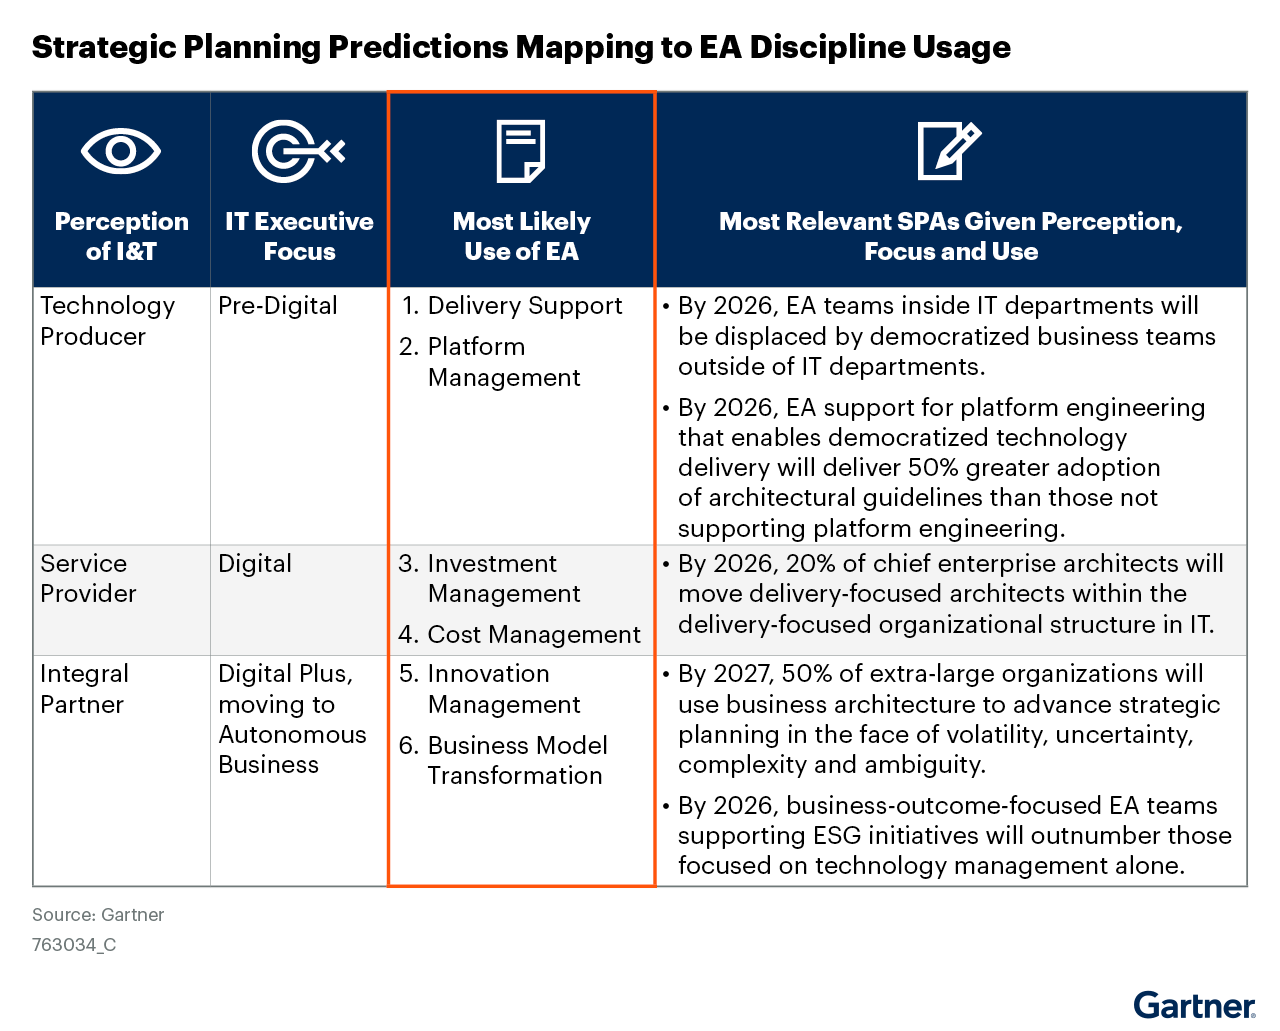 Strategic Planning Predictions Mapping to EA Discipline Usage
Perception
of I&T
IT Executive
Focus
Most Likely
Use of EA
Most Relevant SPAs Given Perception,
Focus and Use
Technology
Producer
Pre-Digital
1. Delivery Support
2. Platform
Management
• By 2026, EA teams inside IT departments will
be displaced by democratized business teams
outside of IT departments.
• By 2026, EA support for platform engineering
that enables democratized technology
delivery will deliver 50% greater adoption
of architectural guidelines than those not
supporting platform engineering.
Service
Provider
Digital
3. Investment
Management
4. Cost Management
• By 2026, 20% of chief enterprise architects will
move delivery-focused architects within the
delivery-focused organizational structure in IT.
Integral
Partner
Digital Plus,
moving to
Autonomous
Business
5. Innovation
Management
6. Business Model
Transformation
• By 2027, 50% of extra-large organizations will
use business architecture to advance strategic
planning in the face of volatility, uncertainty,
complexity and ambiguity.
• By 2026, business-outcome-focused EA teams
supporting ESG initiatives will outnumber those
focused on technology management alone.
Source: Gartner
763034_C
Gartner®